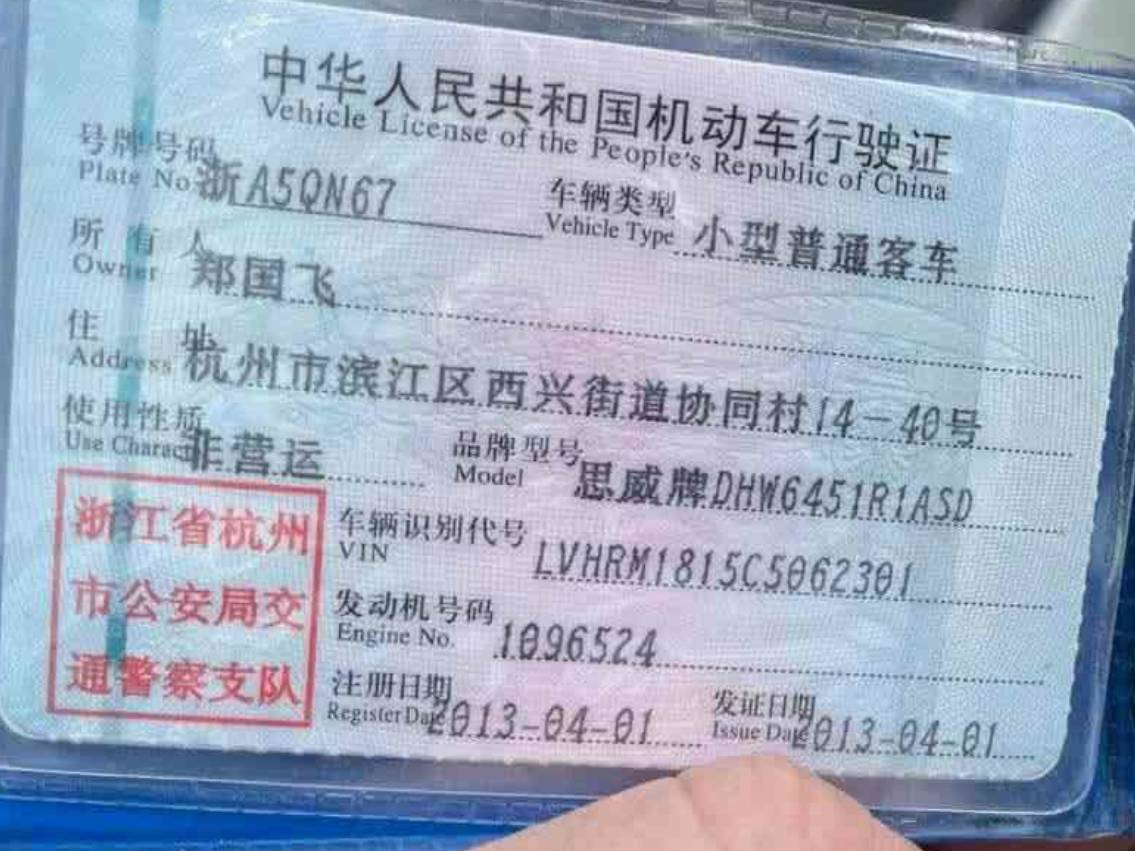 中华人民共和国机动车行驶证
Vehicle License of the People's Republic of China
号牌号码 浙A5QN67 车辆类型 小型普通客车
Plate No. Vehicle Type
所有人 郑国飞
Owner
住址 杭州市滨江区西兴街道协同村14-40号
Address
使用性质 非营运 品牌型号 思威牌DHW6451R1ASD
Use Charac Model
浙江省杭州
市公安局交
通警察支队
车辆识别代号 LVHRM1815C5062301
VIN
发动机号码 1096524
Engine No.
注册日期 2013-04-01 发证日期 2013-04-01
Register Date Issue Date